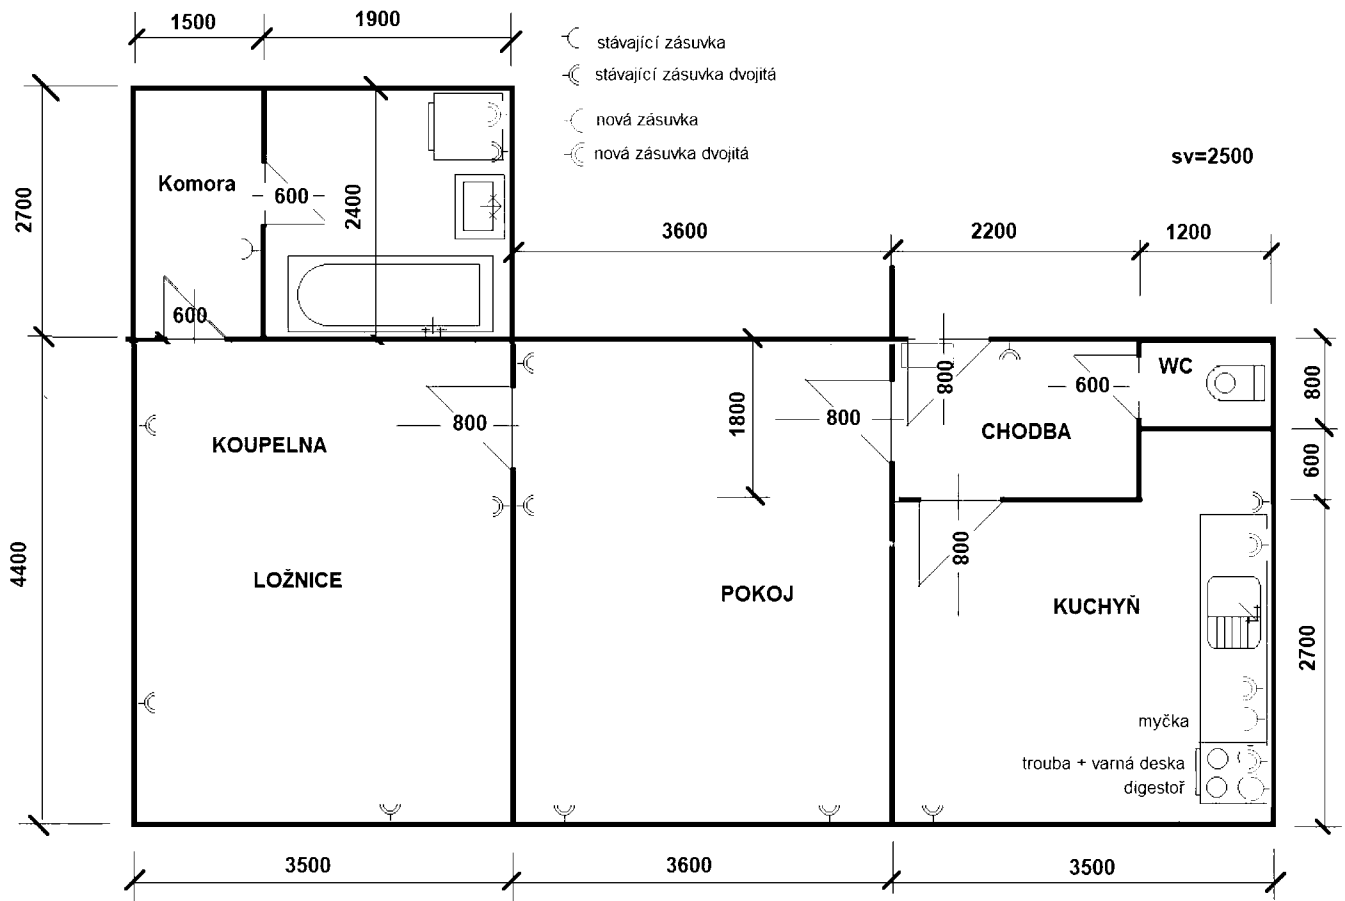 1500
1900
stávající zásuvka
stávající zásuvka dvojitá
nová zásuvka
nová zásuvka dvojitá
sv=2500
Komora
600
2400
2700
3600
2200
1200
600
WC
800
600
800
800
800
1800
CHODBA
KOUPELNA
600
4400
800
LOŽNICE
POKOJ
KUCHYŇ
2700
myčka
trouba + varná deska
digestoř
3500
3600
3500